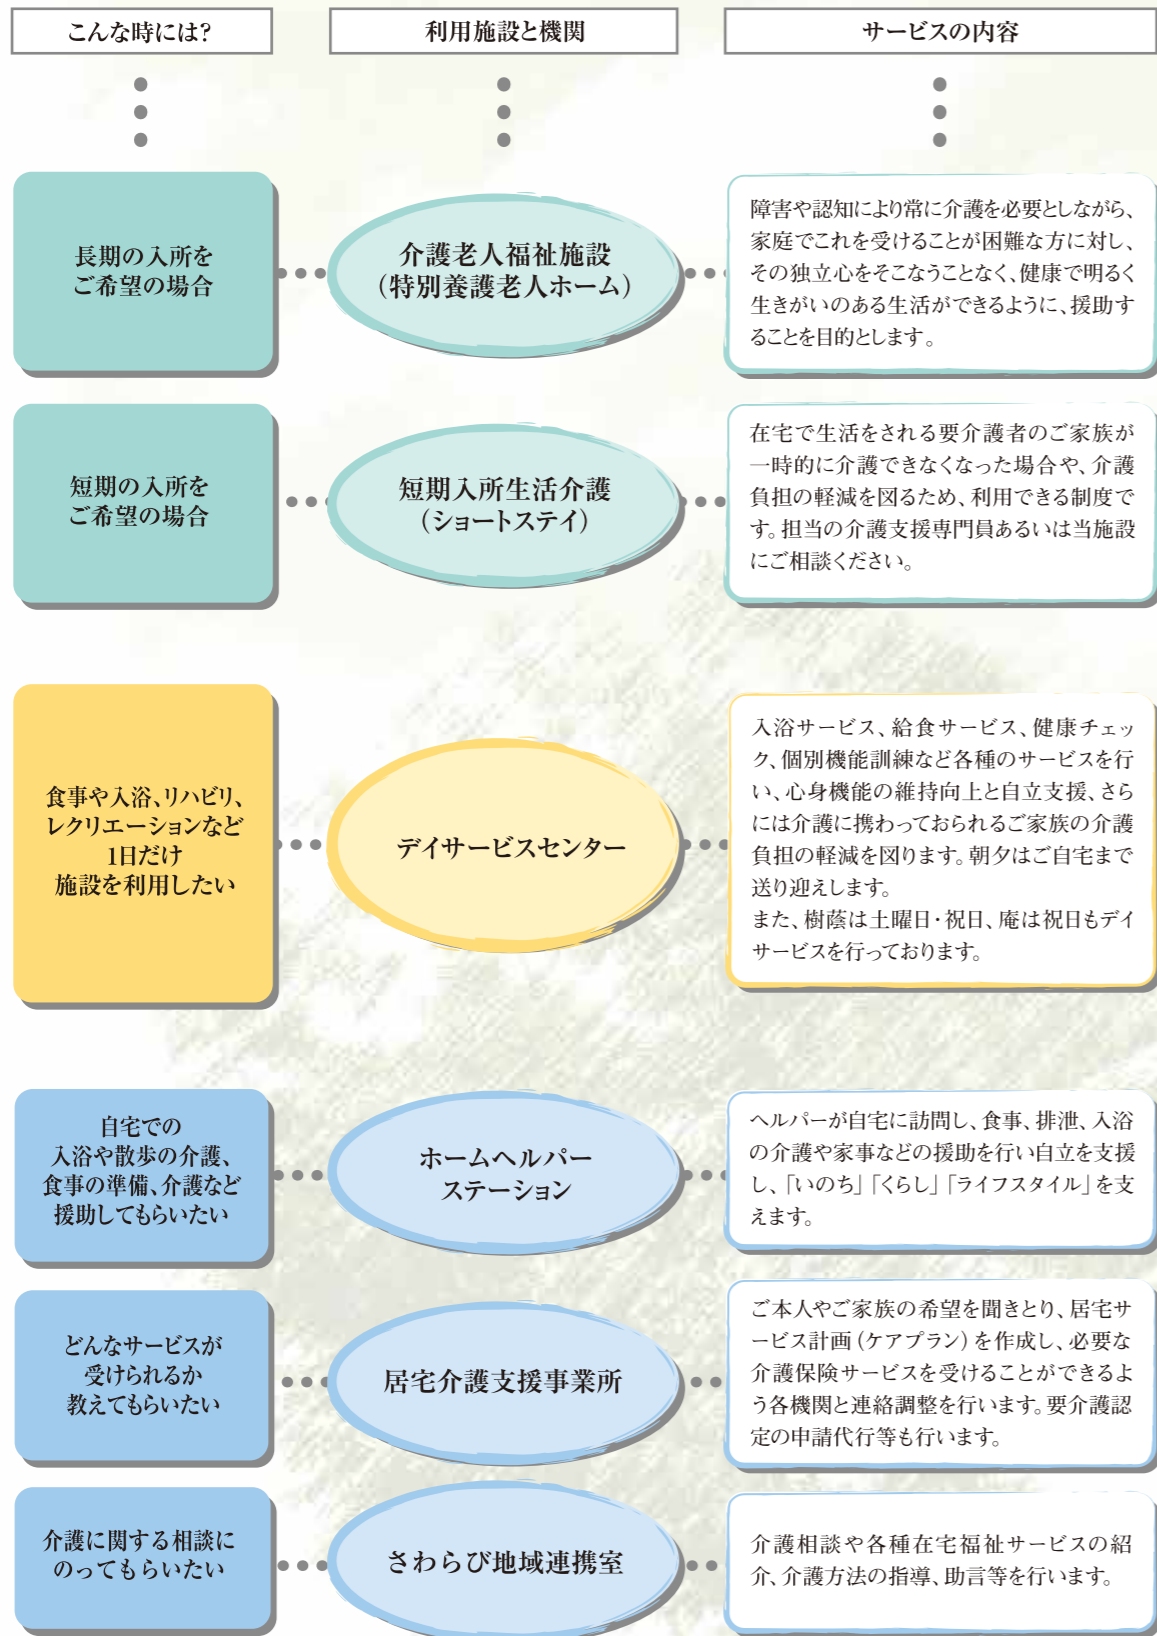 こんな時には?
利用施設と機関
サービスの内容
長期の入所を
ご希望の場合
介護老人福祉施設
（特別養護老人ホーム）
障害や認知により常に介護を必要としながら、
家庭でこれを受けることが困難な方に対し、
その独立心をそこなうことなく、健康で明るく
生きがいのある生活ができるように、援助す
ることを目的とします。
短期の入所を
ご希望の場合
短期入所生活介護
（ショートステイ）
在宅で生活をされる要介護者のご家族が
一時的に介護できなくなった場合や、介護
負担の軽減を図るため、利用できる制度で
す。担当の介護支援専門員あるいは当施設
にご相談ください。
食事や入浴、リハビリ、
レクリエーションなど
1日だけ
施設を利用したい
デイサービスセンター
入浴サービス、給食サービス、健康チェッ
ク、個別機能訓練など各種のサービスを行
い、心身機能の維持向上と自立支援、さら
には介護に携わっておられるご家族の介護
負担の軽減を図ります。朝夕はご自宅まで
送り迎えします。
また、樹蔭は土曜日・祝日、庵は祝日もデイ
サービスを行っております。
自宅での
入浴や散歩の介護、
食事の準備、介護など
援助してもらいたい
ホームヘルパー
ステーション
ヘルパーが自宅に訪問し、食事、排泄、入浴
の介護や家事などの援助を行い自立を支援
し、「いのち」「くらし」「ライフスタイル」を支
えます。
どんなサービスが
受けられるか
教えてもらいたい
居宅介護支援事業所
ご本人やご家族の希望を聞きとり、居宅サ
ービス計画（ケアプラン）を作成し、必要な
介護保険サービスを受けることができるよ
う各機関と連絡調整を行います。要介護認
定の申請代行等も行います。
介護に関する相談に
のってもらいたい
さわらび地域連携室
介護相談や各種在宅福祉サービスの紹
介、介護方法の指導、助言等を行います。